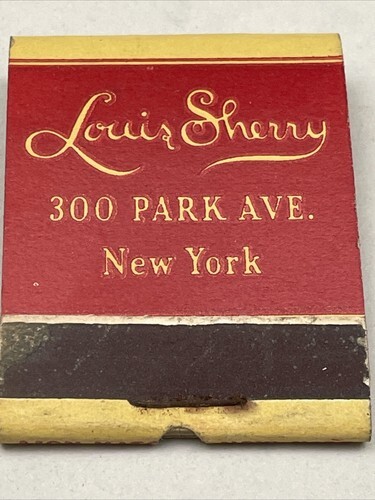 Louis Sherry
300 PARK AVE.
New York